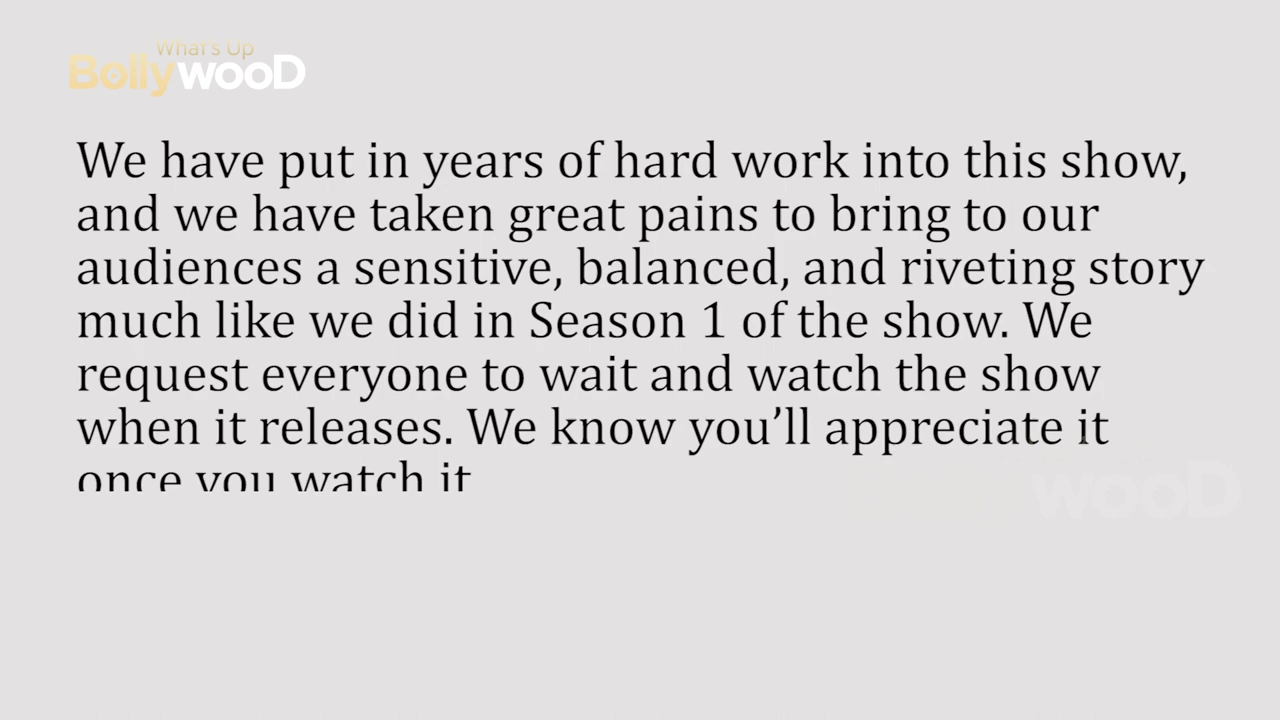 What's Up
BollywooD
We have put in years of hard work into this show,
and we have taken great pains to bring to our
audiences a sensitive, balanced, and riveting story
much like we did in Season 1 of the show. We
request everyone to wait and watch the show
when it releases. We know you’ll appreciate it
once you watch it
wooD